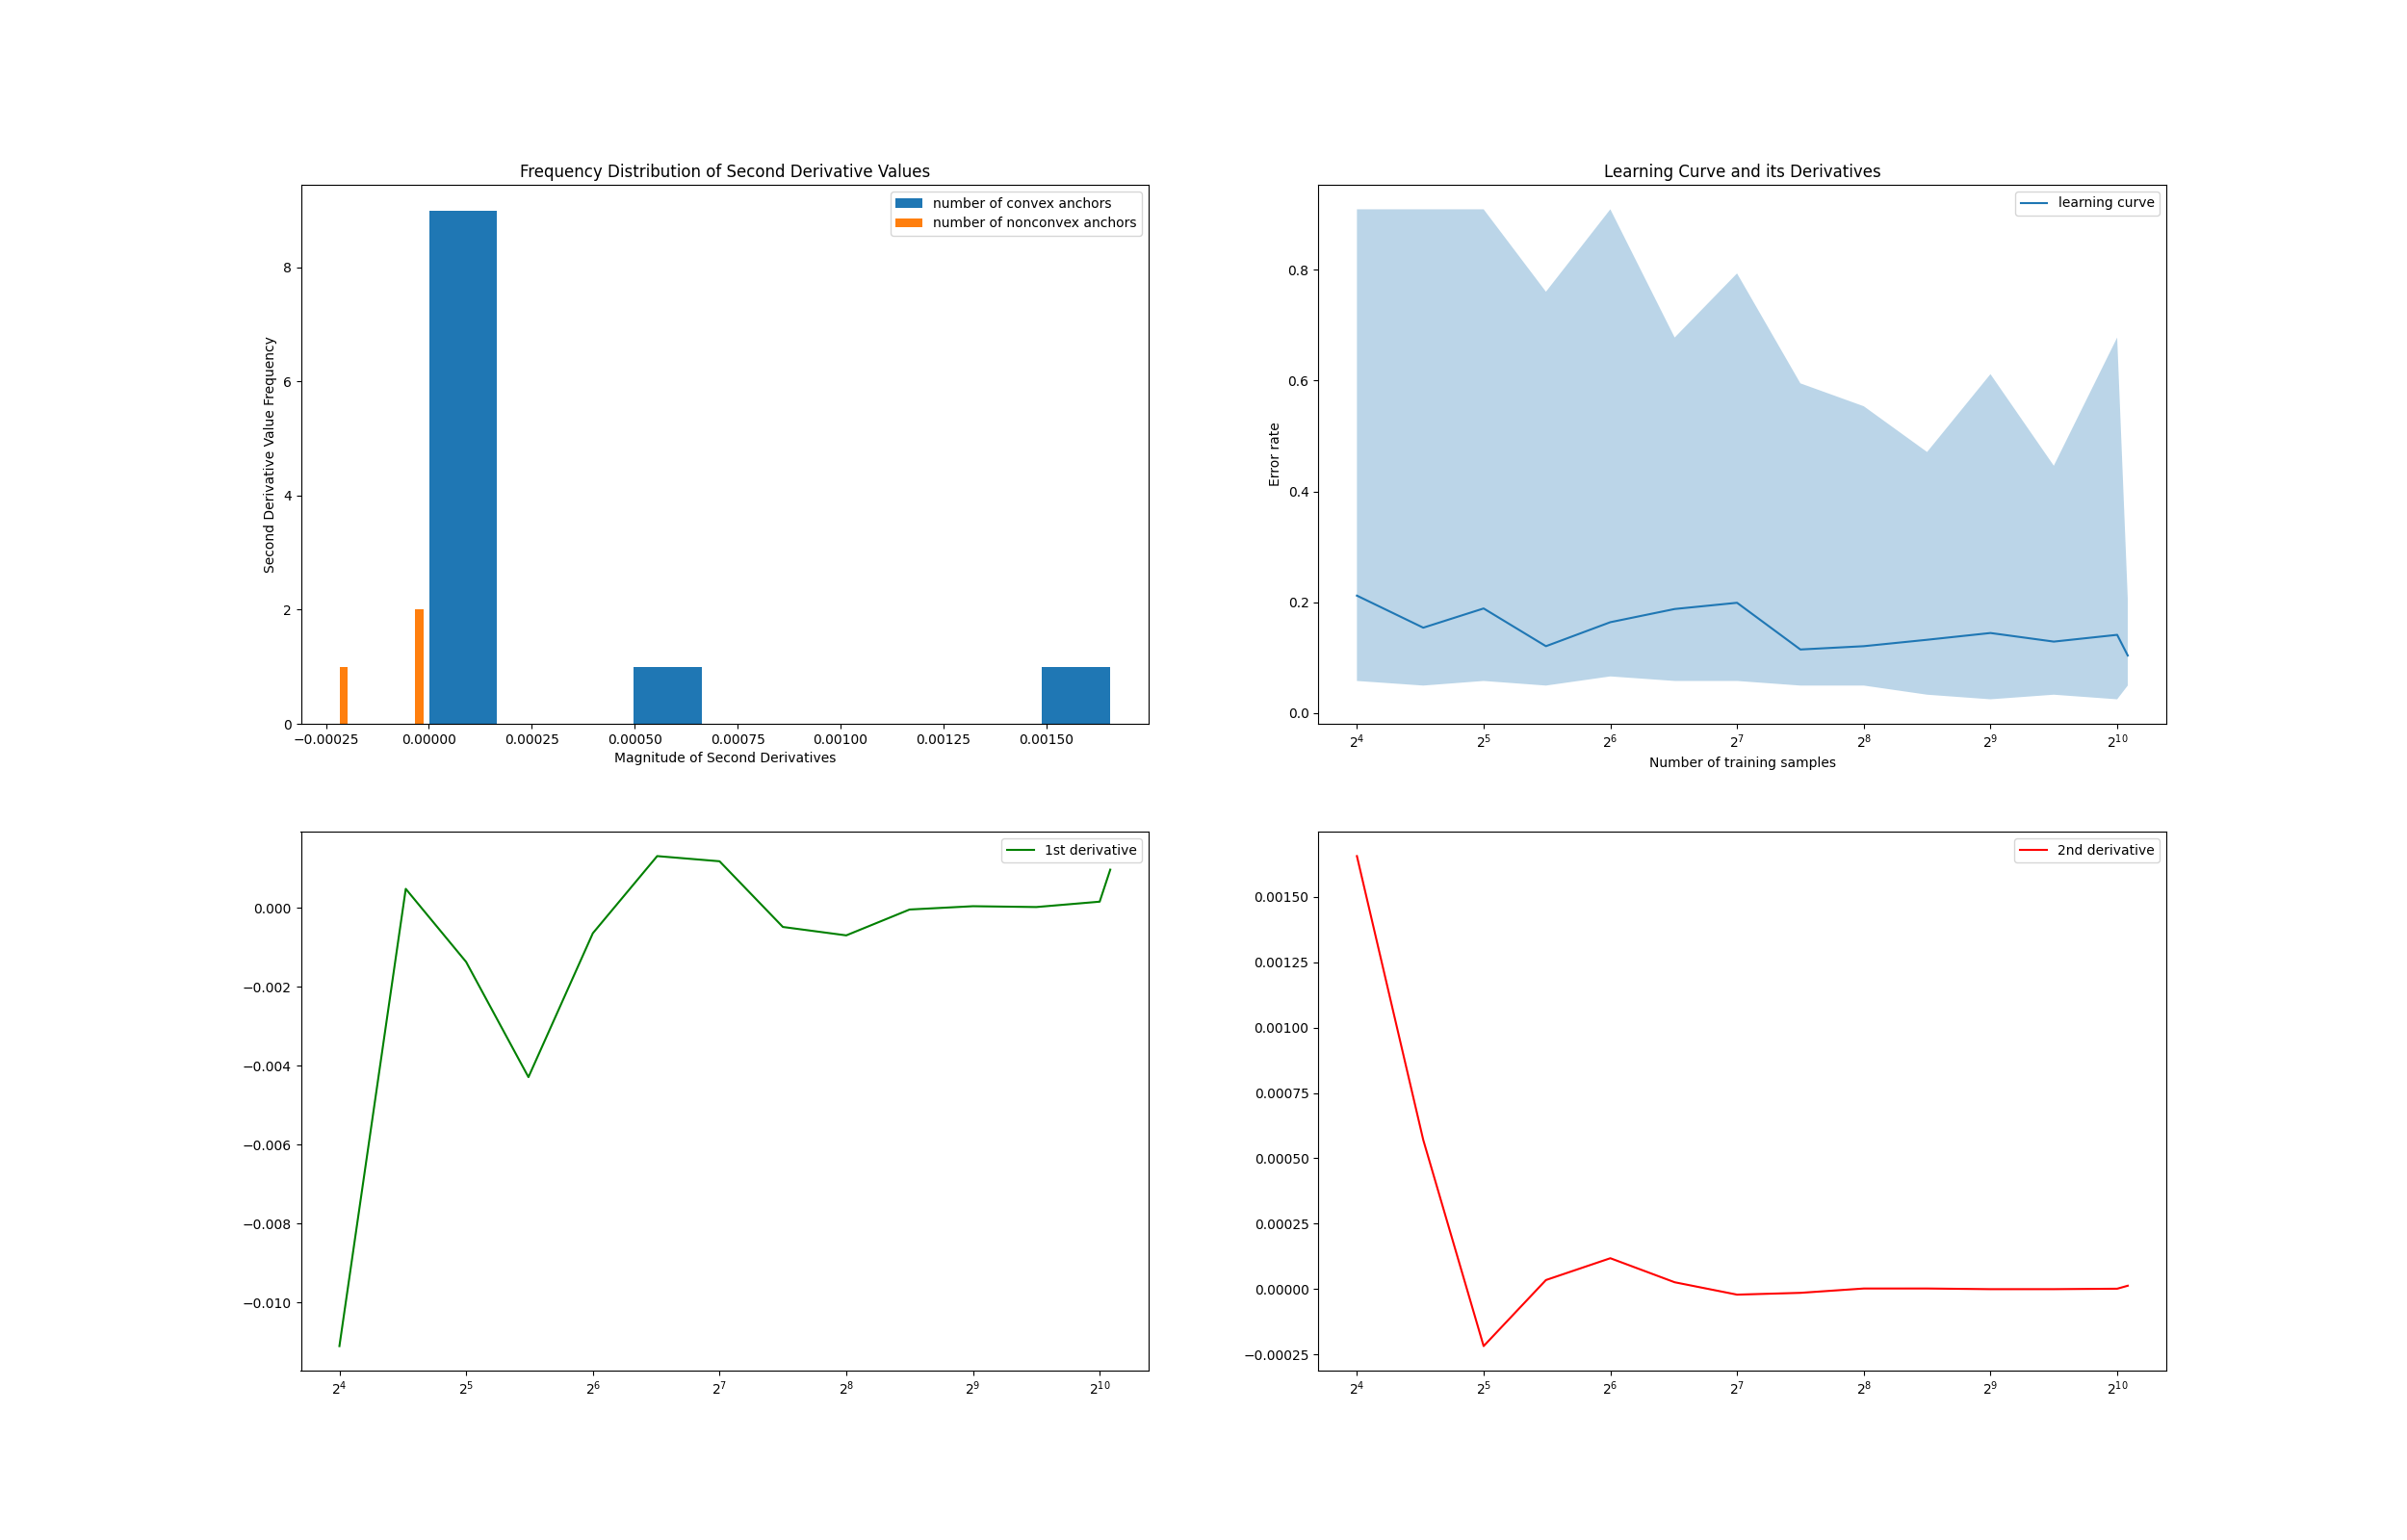 Frequency Distribution of Second Derivative Values
number of convex anchors
number of nonconvex anchors
Second Derivative Value Frequency
8
6
4
2
0
−0.00025 0.00000 0.00025 0.00050 0.00075 0.00100 0.00125 0.00150
Magnitude of Second Derivatives
Learning Curve and its Derivatives
learning curve
Error rate
0.8
0.6
0.4
0.2
0.0
2⁴ 2⁵ 2⁶ 2⁷ 2⁸ 2⁹ 2¹⁰
Number of training samples
1st derivative
0.000
−0.002
−0.004
−0.006
−0.008
−0.010
2⁴ 2⁵ 2⁶ 2⁷ 2⁸ 2⁹ 2¹⁰
2nd derivative
0.00150
0.00125
0.00100
0.00075
0.00050
0.00025
0.00000
−0.00025
2⁴ 2⁵ 2⁶ 2⁷ 2⁸ 2⁹ 2¹⁰